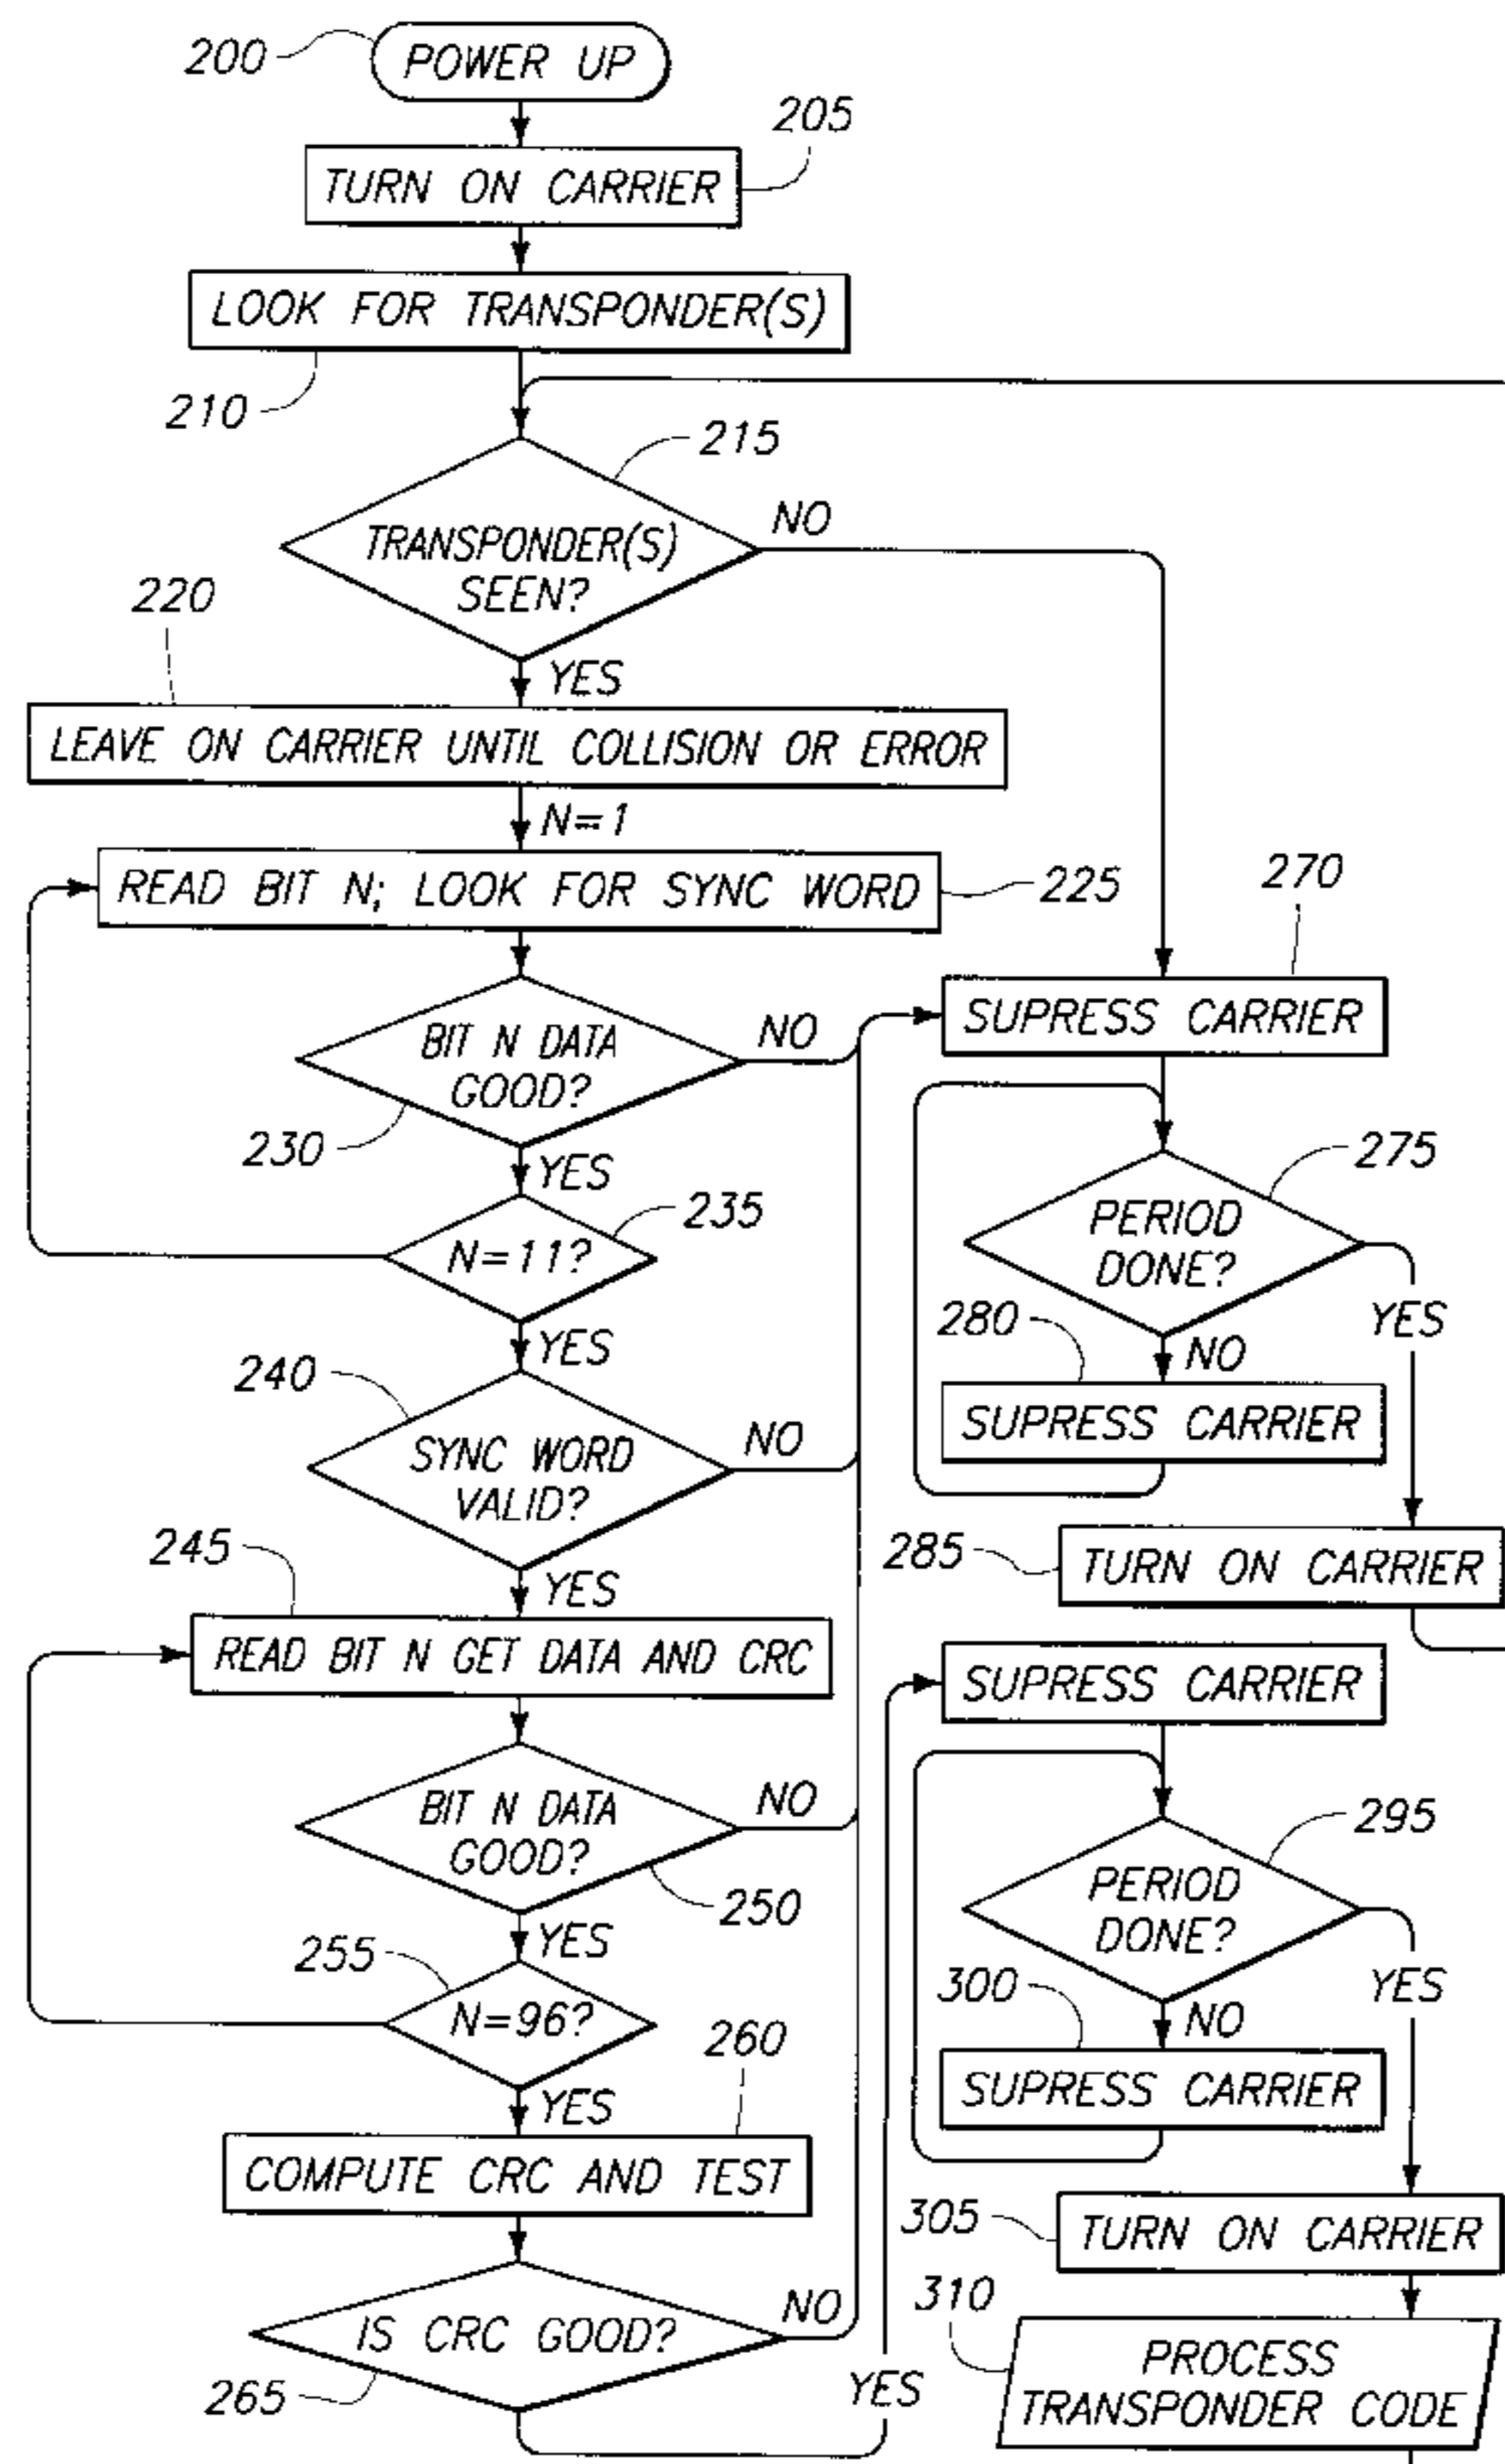 200
POWER UP
205
TURN ON CARRIER
LOOK FOR TRANSPONDER(S)
210
215
TRANSPONDER(S)
SEEN?
NO
220
YES
LEAVE ON CARRIER UNTIL COLLISION OR ERROR
N=1
READ BIT N; LOOK FOR SYNC WORD
225
BIT N DATA
GOOD?
NO
230
YES
235
N=11?
YES
240
SYNC WORD
VALID?
NO
245
YES
READ BIT N GET DATA AND CRC
BIT N DATA
GOOD?
NO
250
YES
255
N=96?
260
YES
COMPUTE CRC AND TEST
IS CRC GOOD?
NO
265
YES
270
SUPRESS CARRIER
275
PERIOD
DONE?
280
YES
NO
SUPRESS CARRIER
285
TURN ON CARRIER
SUPRESS CARRIER
295
PERIOD
DONE?
300
YES
NO
SUPRESS CARRIER
305
TURN ON CARRIER
310
PROCESS
TRANSPONDER CODE